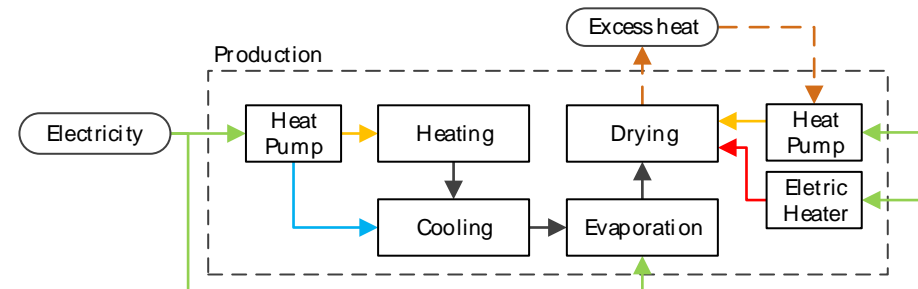 Excess heat
Production
Electricity
Heat
Pump
Heating
Drying
Heat
Pump
Eletric
Heater
Cooling
Evaporation